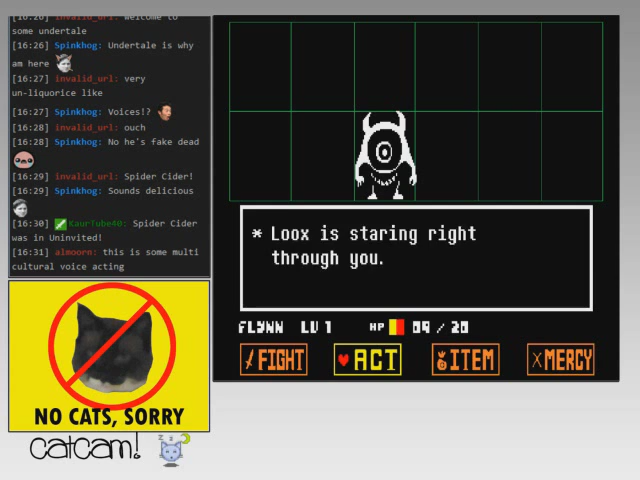 [16:26] invalid_url: welcome to
some undertale
[16:26] Spinkhog: Undertale is why
am here
[16:27] invalid_url: very
un-liquorice like
[16:27] Spinkhog: Voices!?
[16:28] invalid_url: ouch
[16:28] Spinkhog: No he's fake dead
[16:29] invalid_url: Spider Cider!
[16:29] Spinkhog: Sounds delicious
[16:30] KaurTube40: Spider Cider
was in Uninvited!
[16:31] almoorn: this is some multi
cultural voice acting
NO CATS, SORRY
catcam!
z z z
* Loox is staring right
through you.
FLYNN LV 1 HP 09 / 20
FIGHT ACT ITEM MERCY